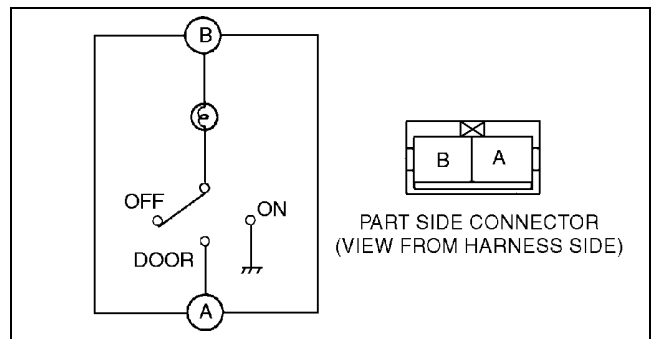 B
OFF
ON
DOOR
A
B A
PART SIDE CONNECTOR
(VIEW FROM HARNESS SIDE)